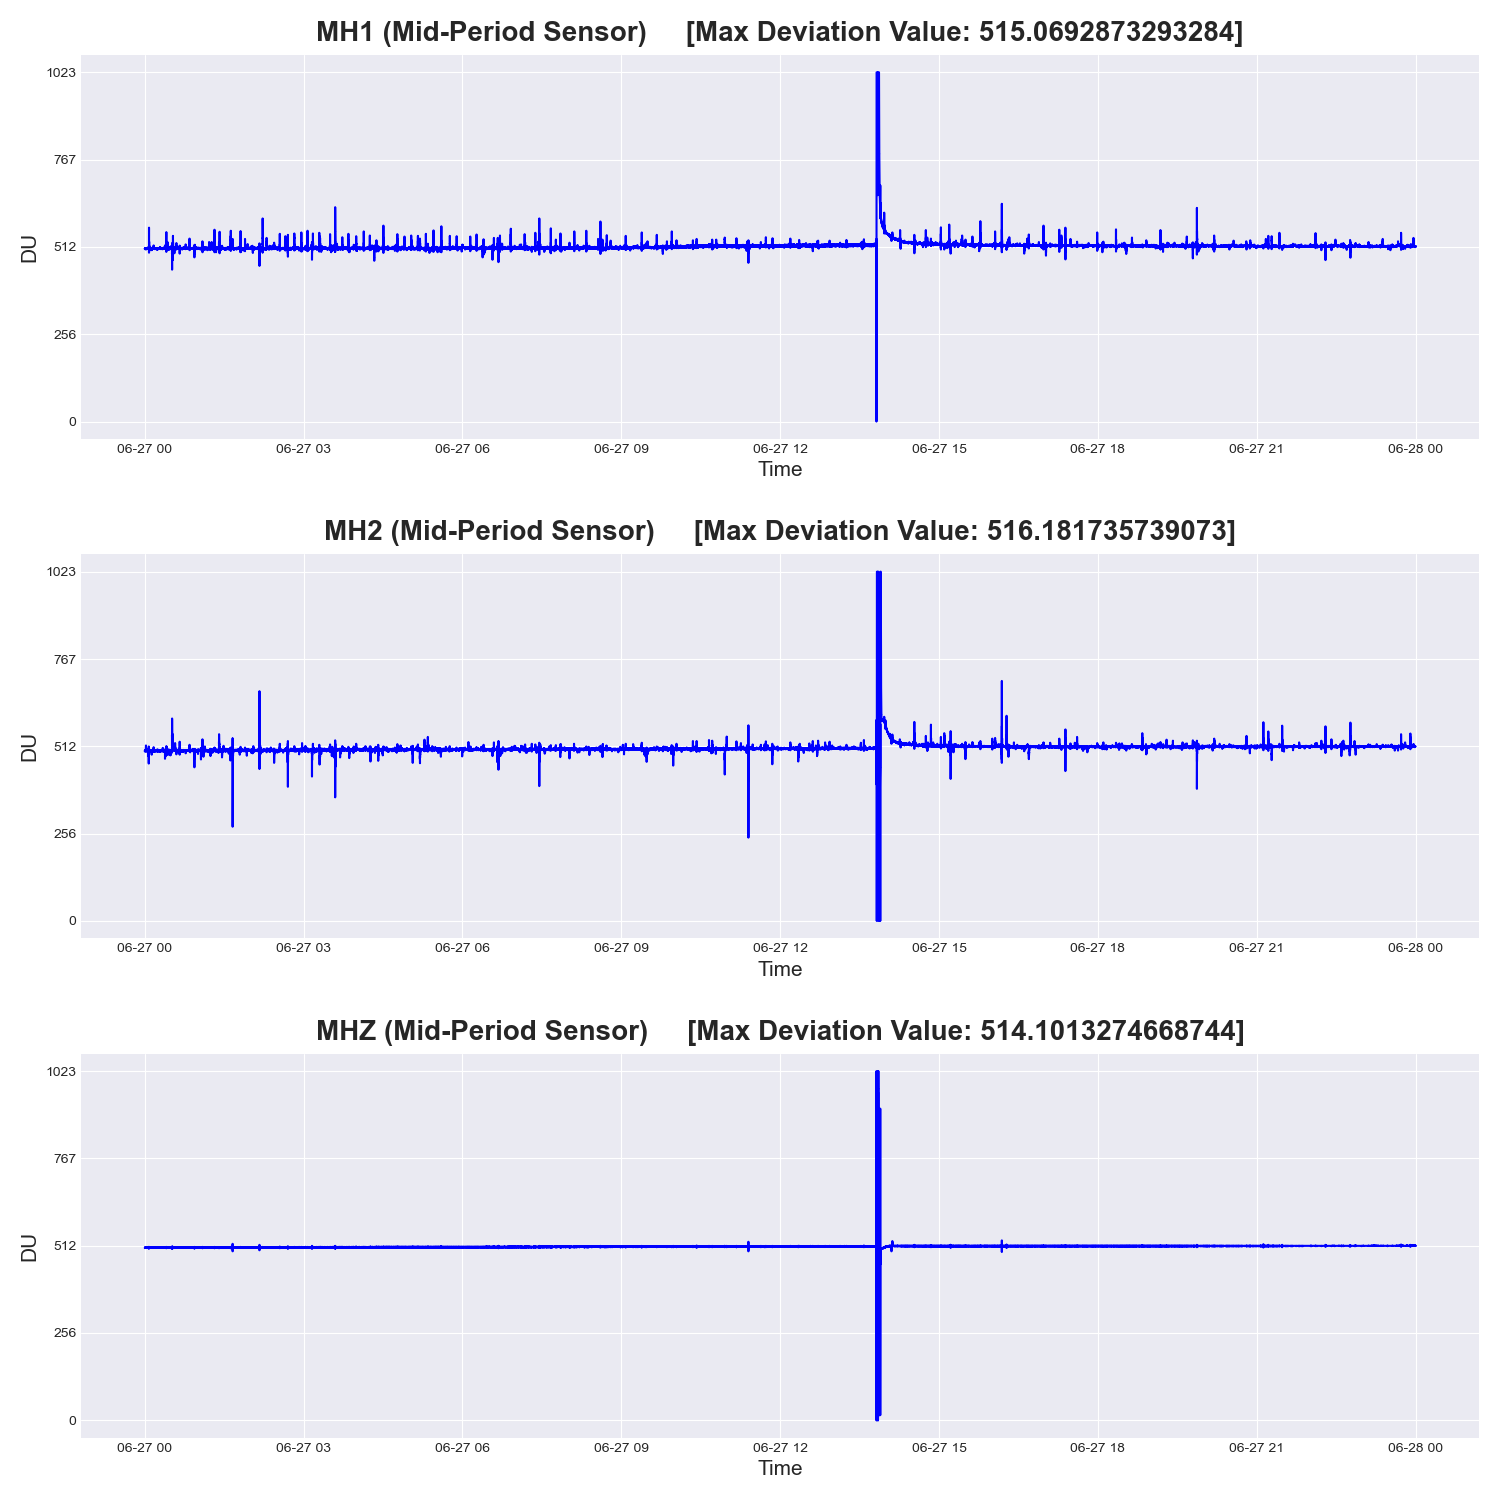 MH1 (Mid-Period Sensor) [Max Deviation Value: 515.0692873293284]
1023
767
512
256
0
DU
06-27 00 06-27 03 06-27 06 06-27 09 06-27 12 06-27 15 06-27 18 06-27 21 06-28 00
Time
MH2 (Mid-Period Sensor) [Max Deviation Value: 516.181735739073]
1023
767
512
256
0
DU
06-27 00 06-27 03 06-27 06 06-27 09 06-27 12 06-27 15 06-27 18 06-27 21 06-28 00
Time
MHZ (Mid-Period Sensor) [Max Deviation Value: 514.1013274668744]
1023
767
512
256
0
DU
06-27 00 06-27 03 06-27 06 06-27 09 06-27 12 06-27 15 06-27 18 06-27 21 06-28 00
Time